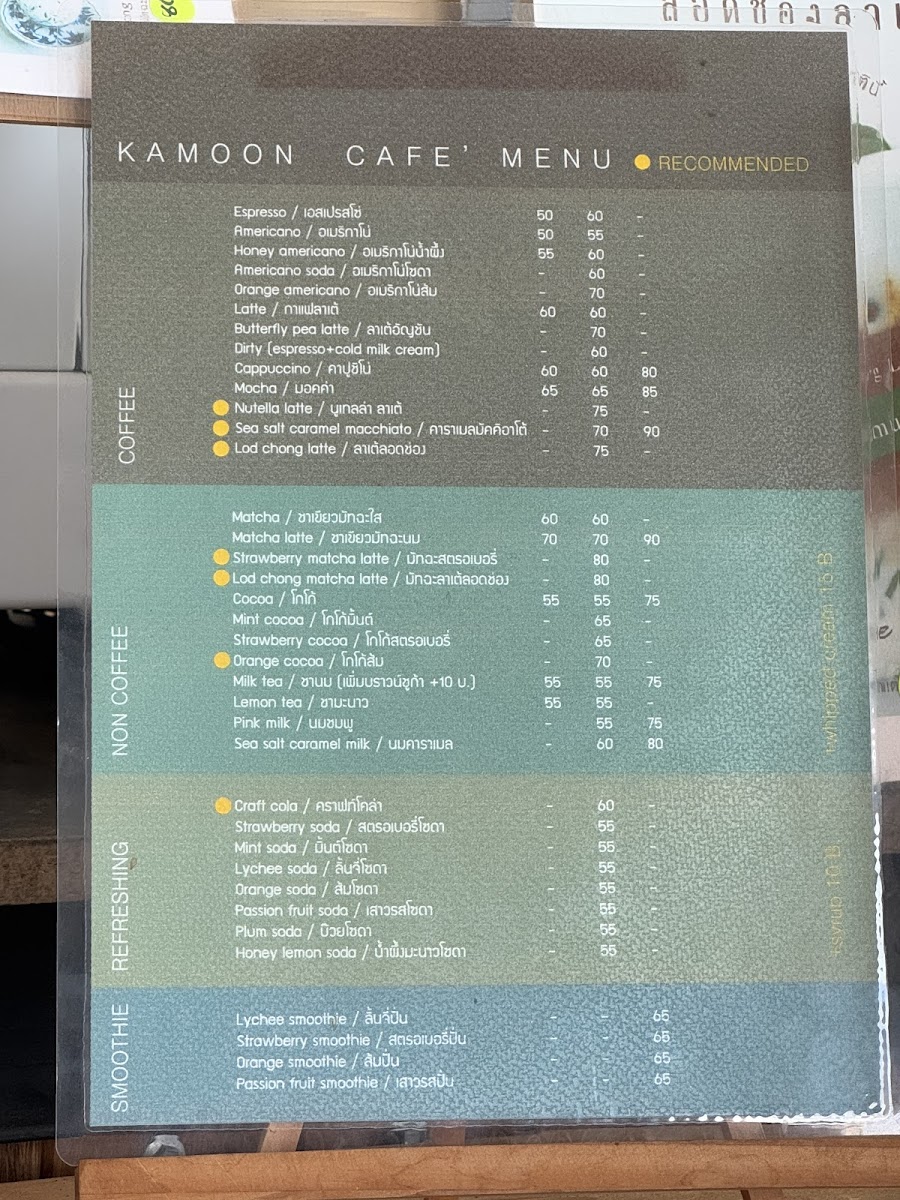 KAMOON CAFE' MENU RECOMMENDED
COFFEE
Espresso / เอสเปรสโซ่ 50 60 -
Americano / อเมริกาโน่ 50 55 -
Honey americano / อเมริกาโน่น้ำผึ้ง 55 60 -
Americano soda / อเมริกาโน่โซดา - 60 -
Orange americano / อเมริกาโน่ส้ม - 70 -
Latte / กาแฟลาเต้ 60 60 -
Butterfly pea latte / ลาเต้อัญชัน - 70 -
Dirty (espresso+cold milk cream) - 60 -
Cappuccino / คาปูชิโน่ 60 60 80
Mocha / มอคค่า 65 65 85
Nutella latte / นูเทลล่า ลาเต้ - 75 -
Sea salt caramel macchiato / คาราเมลมัคคิอาโต้ - 70 90
Lod chong latte / ลาเต้ลอดช่อง - 75 -
NON COFFEE
Matcha / ชาเขียวมัทฉะใส 60 60 -
Matcha latte / ชาเขียวมัทฉะนม 70 70 90
Strawberry matcha latte / มัทฉะสตรอเบอรี่ - 80 -
Lod chong matcha latte / มัทฉะลาเต้ลอดช่อง - 80 -
Cocoa / โกโก้ 55 55 75
Mint cocoa / โกโก้มิ้นต์ - 65 -
Strawberry cocoa / โกโก้สตรอเบอรี่ - 65 -
Orange cocoa / โกโก้ส้ม - 70 -
Milk tea / ชานม (เพิ่มบราวน์ชูก้า +10 บ.) 55 55 75
Lemon tea / ชามะนาว 55 55 -
Pink milk / นมชมพู - 55 75
Sea salt caramel milk / นมคาราเมล - 60 80
+whipped cream 15 B
REFRESHING
Craft cola / คราฟท์โคล่า - 60 -
Strawberry soda / สตรอเบอรี่โซดา - 55 -
Mint soda / มิ้นต์โซดา - 55 -
Lychee soda / ลิ้นจี่โซดา - 55 -
Orange soda / ส้มโซดา - 55 -
Passion fruit soda / เสาวรสโซดา - 55 -
Plum soda / บ๊วยโซดา - 55 -
Honey lemon soda / น้ำผึ้งมะนาวโซดา - 55 -
+syrup 10 B
SMOOTHIE
Lychee smoothie / ลิ้นจี่ปั่น - - 65
Strawberry smoothie / สตรอเบอรี่ปั่น - - 65
Orange smoothie / ส้มปั่น - - 65
Passion fruit smoothie / เสาวรสปั่น - - 65